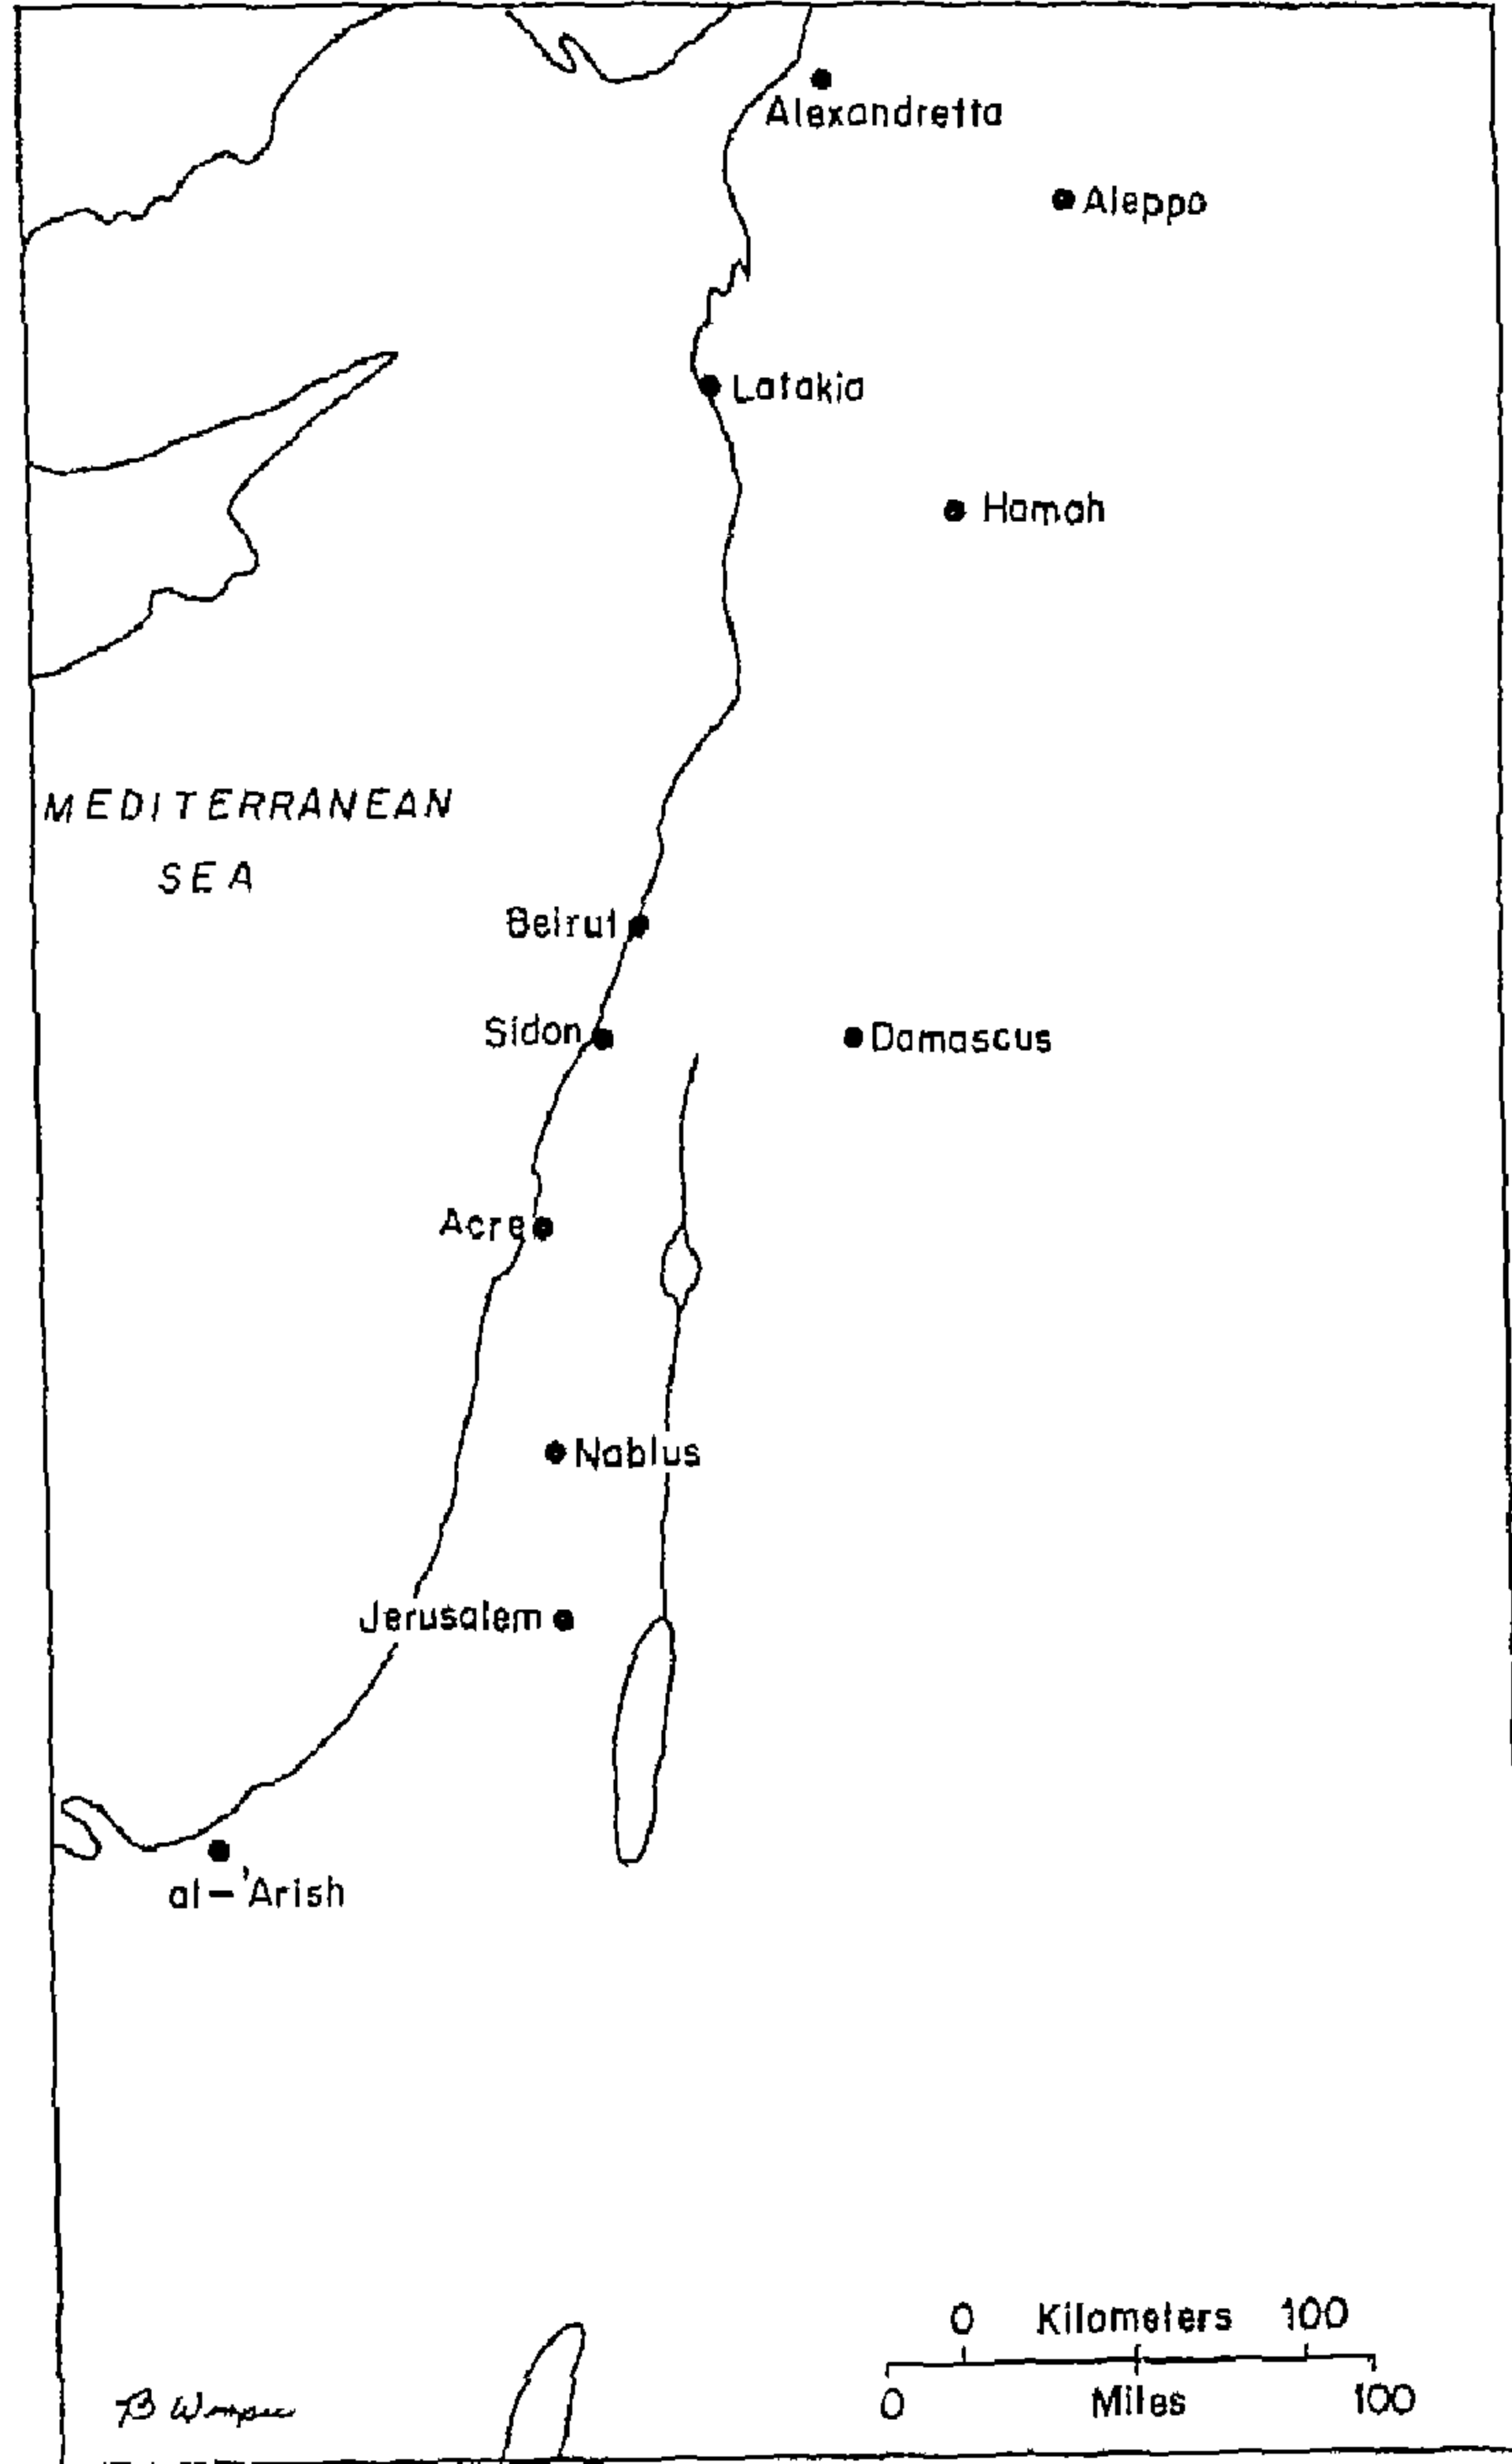 Alexandretta
Aleppo
Latakia
Hamah
MEDITERRANEAN
SEA
Beirut
Sidon
Damascus
Acre
Nablus
Jerusalem
al-'Arish
0 Kilometers 100
0 Miles 100